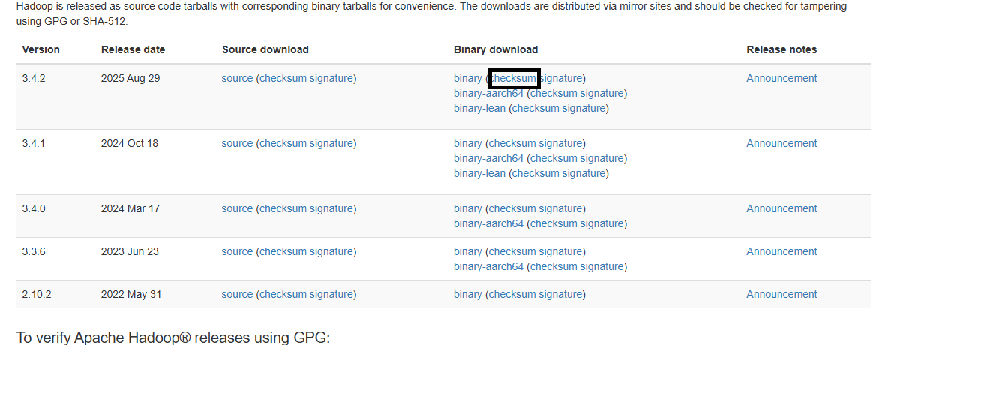 Hadoop is released as source code tarballs with corresponding binary tarballs for convenience. The downloads are distributed via mirror sites and should be checked for tampering
using GPG or SHA-512.
Version Release date Source download Binary download Release notes
3.4.2 2025 Aug 29 source (checksum signature) binary (checksum signature) Announcement
binary-aarch64 (checksum signature)
binary-lean (checksum signature)
3.4.1 2024 Oct 18 source (checksum signature) binary (checksum signature) Announcement
binary-aarch64 (checksum signature)
binary-lean (checksum signature)
3.4.0 2024 Mar 17 source (checksum signature) binary (checksum signature) Announcement
binary-aarch64 (checksum signature)
3.3.6 2023 Jun 23 source (checksum signature) binary (checksum signature) Announcement
binary-aarch64 (checksum signature)
2.10.2 2022 May 31 source (checksum signature) binary (checksum signature) Announcement
To verify Apache Hadoop® releases using GPG: